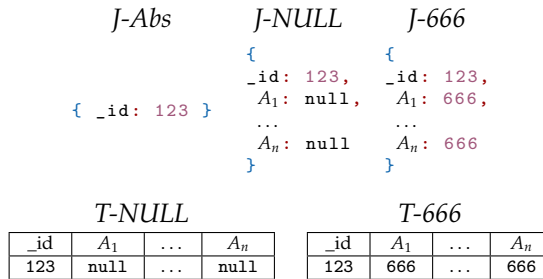 J-Abs J-NULL J-666
{ {
_id: 123, _id: 123,
{ _id: 123 } A1: null, A1: 666,
... ...
An: null An: 666
} }
T-NULL T-666
_id A1 ... An _id A1 ... An
123 null ... null 123 666 ... 666